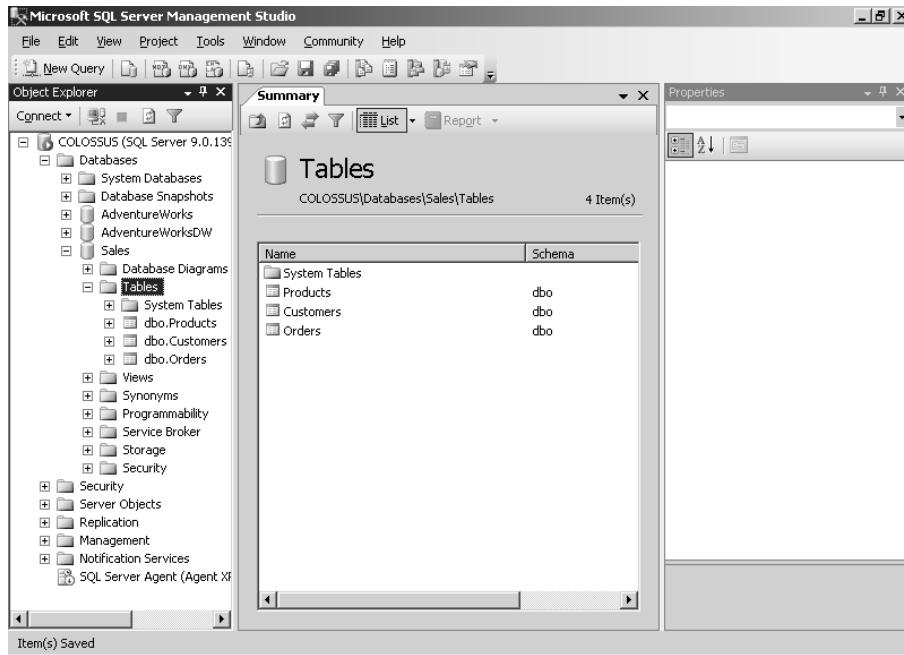 Microsoft SQL Server Management Studio
File Edit View Project Tools Window Community Help
New Query
Object Explorer
Connect
COLOSSUS (SQL Server 9.0.139
Databases
System Databases
Database Snapshots
AdventureWorks
AdventureWorksDW
Sales
Database Diagrams
Tables
System Tables
dbo.Products
dbo.Customers
dbo.Orders
Views
Synonyms
Programmability
Service Broker
Storage
Security
Security
Server Objects
Replication
Management
Notification Services
SQL Server Agent (Agent XP
Summary
List Report
Tables
COLOSSUS\Databases\Sales\Tables 4 Item(s)
Name Schema
System Tables
Products dbo
Customers dbo
Orders dbo
Properties
Item(s) Saved